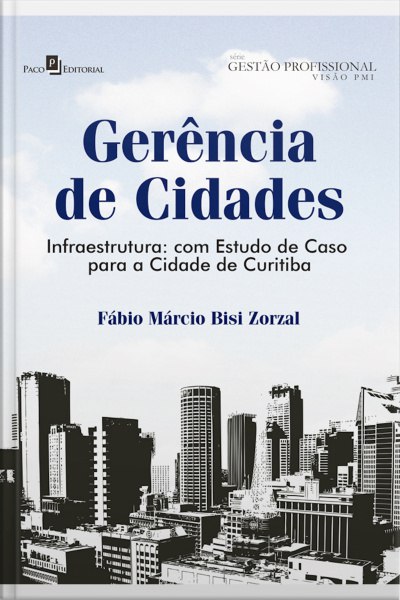 PACO EDITORIAL
série
GESTÃO PROFISSIONAL
VISÃO PMI
Gerência
de Cidades
Infraestrutura: com Estudo de Caso
para a Cidade de Curitiba
Fábio Márcio Bisi Zorzal